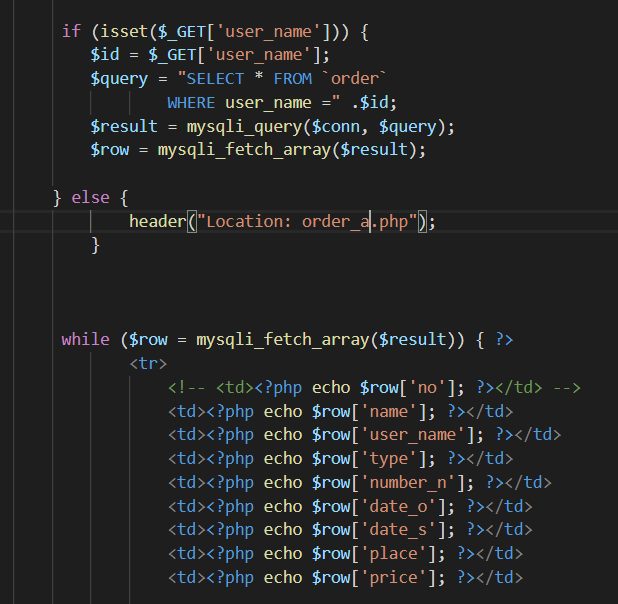 if (isset($_GET['user_name'])) {
$id = $_GET['user_name'];
$query = "SELECT * FROM `order`
WHERE user_name =" .$id;
$result = mysqli_query($conn, $query);
$row = mysqli_fetch_array($result);
} else {
header("Location: order_a.php");
}
while ($row = mysqli_fetch_array($result)) { ?>
<tr>
<!-- <td><?php echo $row['no']; ?></td> -->
<td><?php echo $row['name']; ?></td>
<td><?php echo $row['user_name']; ?></td>
<td><?php echo $row['type']; ?></td>
<td><?php echo $row['number_n']; ?></td>
<td><?php echo $row['date_o']; ?></td>
<td><?php echo $row['date_s']; ?></td>
<td><?php echo $row['place']; ?></td>
<td><?php echo $row['price']; ?></td>